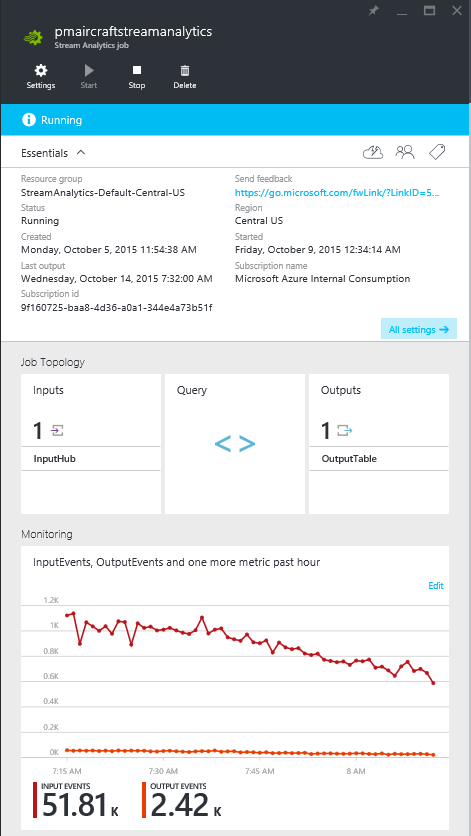 pmaircraftstreamanalytics
Stream Analytics job
Settings Start Stop Delete
Running
Essentials
Resource group Send feedback
StreamAnalytics-Default-Central-US https://go.microsoft.com/fwLink/?LinkID=5...
Status Region
Running Central US
Created Started
Monday, October 5, 2015 11:54:38 AM Friday, October 9, 2015 12:34:14 AM
Last output Subscription name
Wednesday, October 14, 2015 7:32:00 AM Microsoft Azure Internal Consumption
Subscription id
9f160725-baa8-4d36-a0a1-344e4a73b51f
All settings
Job Topology
Inputs Query Outputs
1 < > 1
InputHub OutputTable
Monitoring
InputEvents, OutputEvents and one more metric past hour
Edit
1.2K
1K
0.8K
0.6K
0.4K
0.2K
0K
7:15 AM 7:30 AM 7:45 AM 8 AM
INPUT EVENTS OUTPUT EVENTS
51.81 K 2.42 K